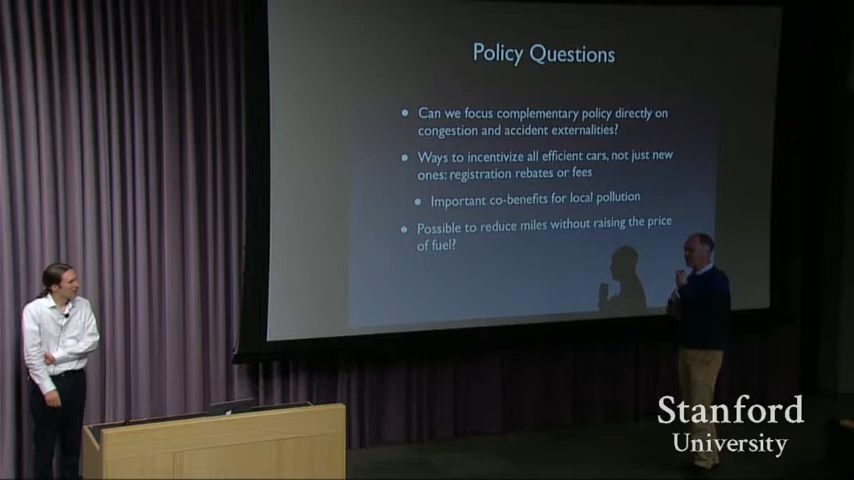 Policy Questions
Can we focus complementary policy directly on
congestion and accident externalities?
Ways to incentivize all efficient cars, not just new
ones: registration rebates or fees
Important co-benefits for local pollution
Possible to reduce miles without raising the price
of fuel?
Stanford
University